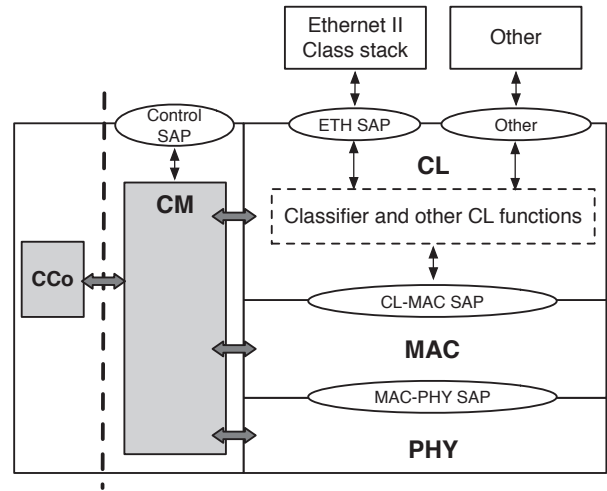 Ethernet II
Class stack
Other
Control
SAP
ETH SAP
Other
CL
CM
Classifier and other CL functions
CCo
CL-MAC SAP
MAC
MAC-PHY SAP
PHY